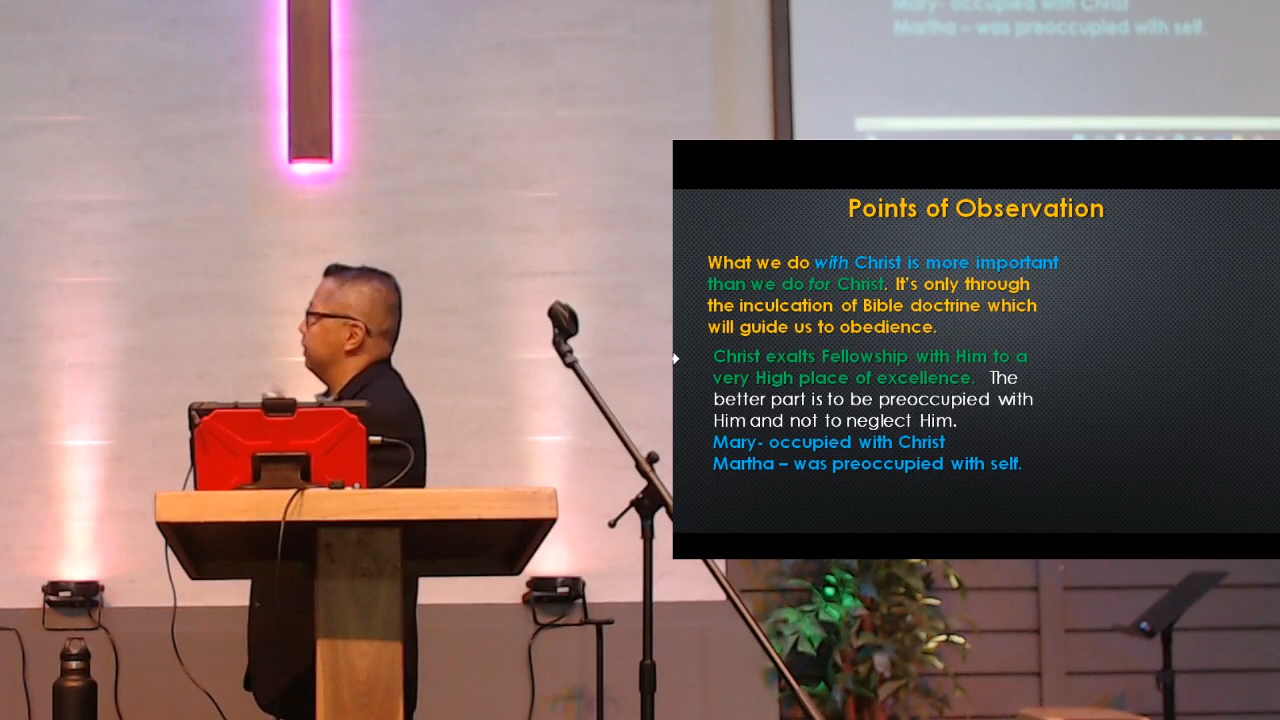 Mary- occupied with Christ
Martha – was preoccupied with self.
Points of Observation
What we do with Christ is more important
than we do for Christ. It's only through
the inculcation of Bible doctrine which
will guide us to obedience.
Christ exalts Fellowship with Him to a
very High place of excellence. The
better part is to be preoccupied with
Him and not to neglect Him.
Mary- occupied with Christ
Martha – was preoccupied with self.